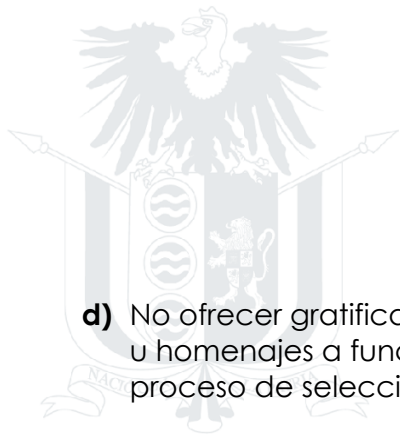 d) No ofrecer gratifica
u homenajes a func
proceso de selecci